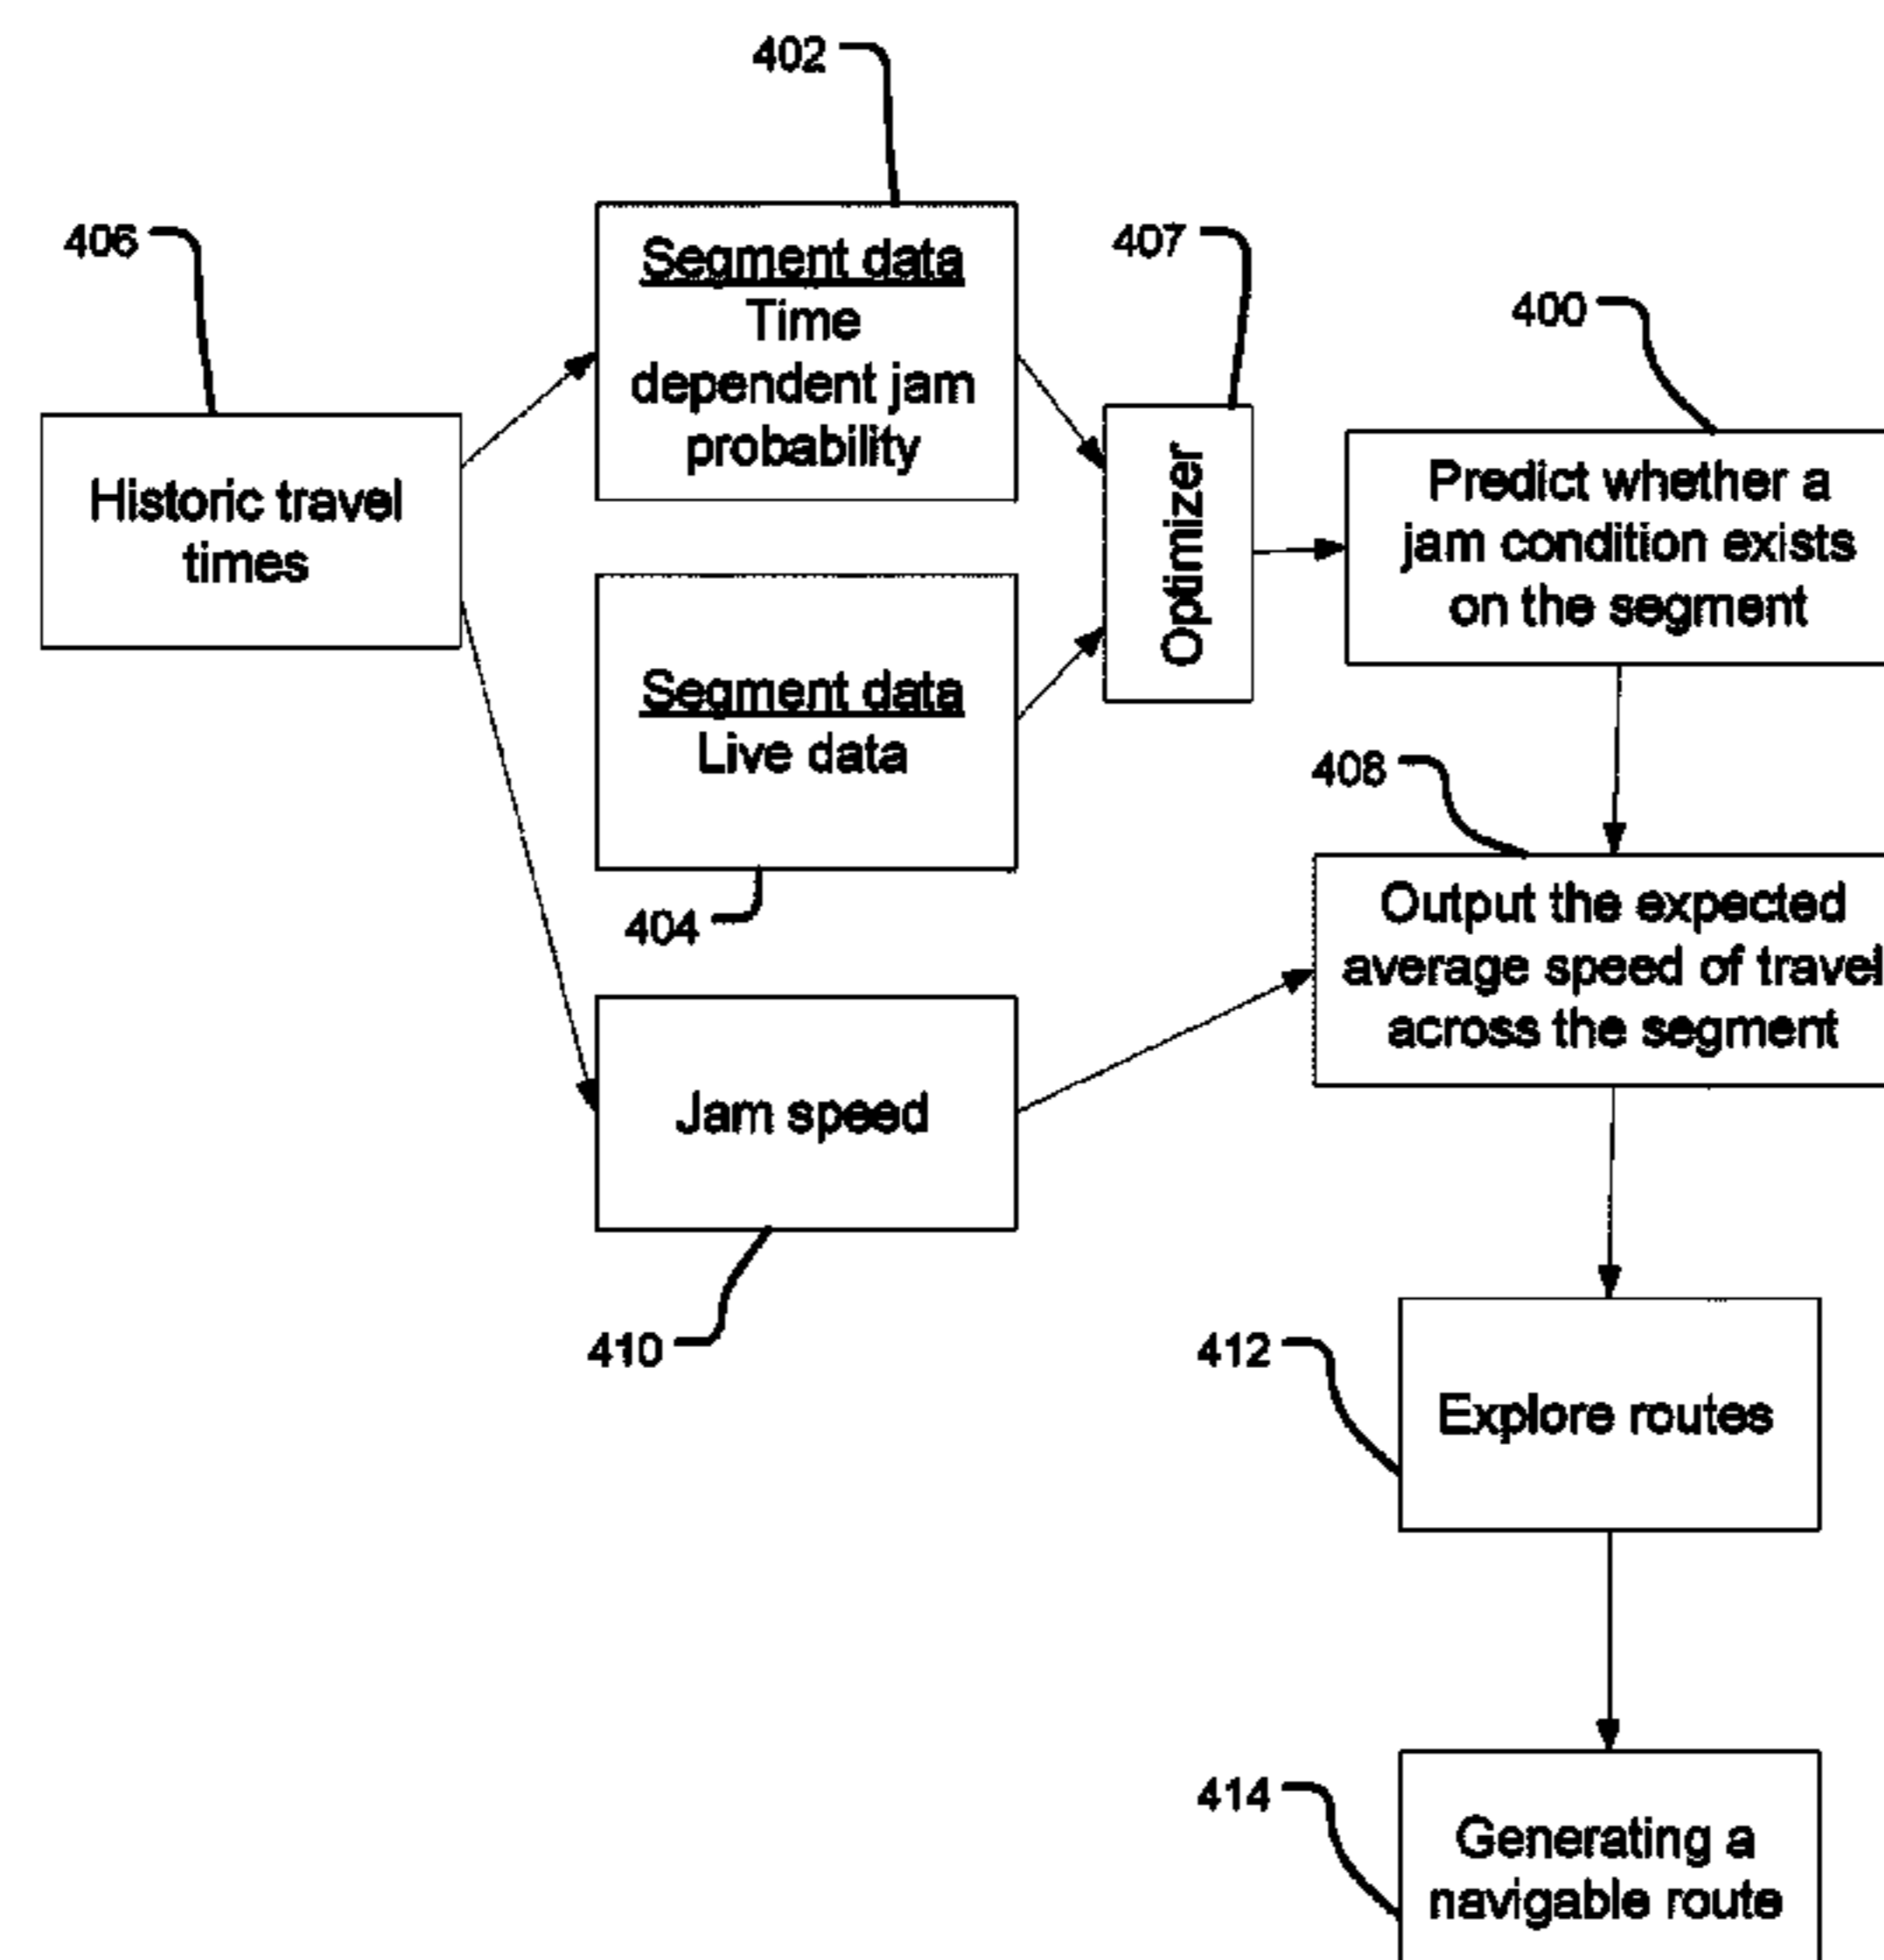 402
406
Segment data
Time
dependent jam
probability
407
400
Historic travel
times
Optimizer
Predict whether a
jam condition exists
on the segment
Segment data
Live data
404
408
Output the expected
average speed of travel
across the segment
Jam speed
410
412
Explore routes
414
Generating a
navigable route